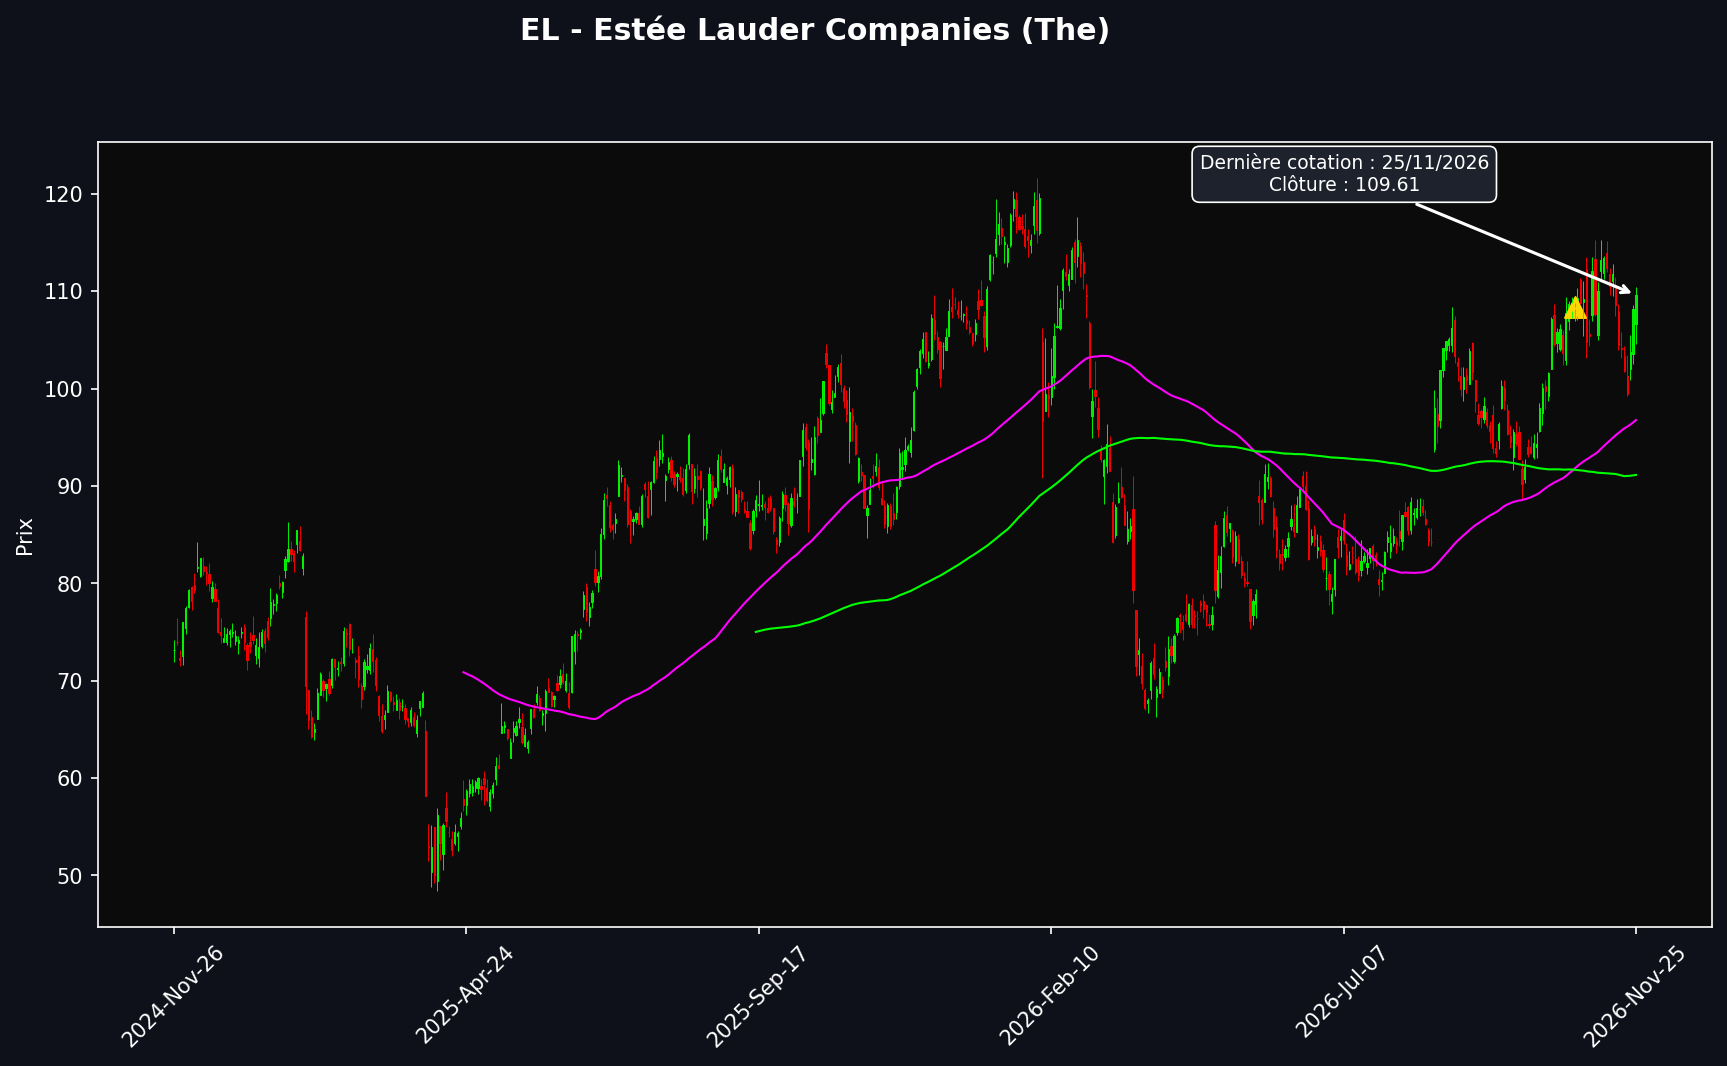 EL - Estée Lauder Companies (The)
Dernière cotation : 25/11/2026
Clôture : 109.61
120
110
100
90
80
70
60
50
Prix
2024-Nov-26
2025-Apr-24
2025-Sep-17
2026-Feb-10
2026-Jul-07
2026-Nov-25